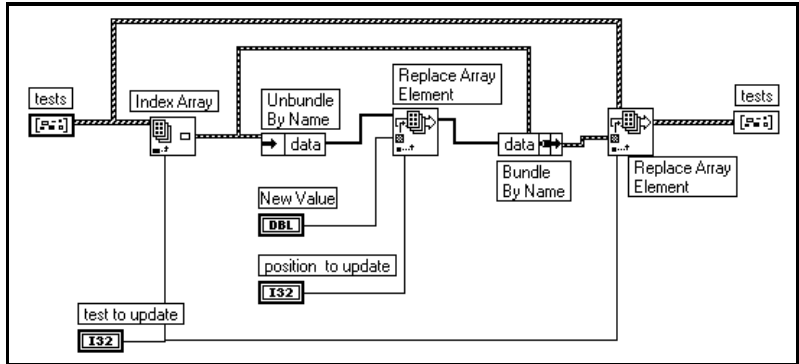 tests
Index Array
Unbundle
By Name
data
Replace Array
Element
data
Bundle
By Name
tests
Replace Array
Element
New Value
DBL
position to update
I32
test to update
I32